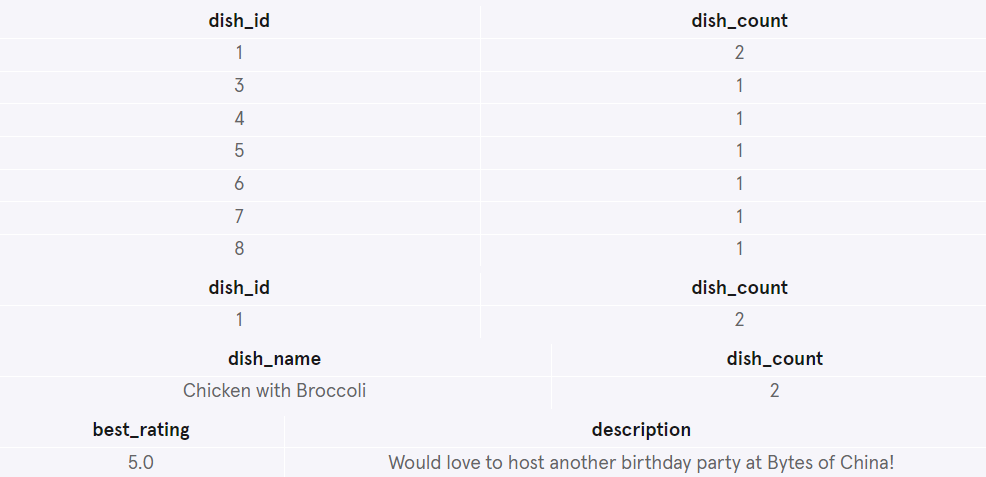 dish_id dish_count
1 2
3 1
4 1
5 1
6 1
7 1
8 1
dish_id dish_count
1 2
dish_name dish_count
Chicken with Broccoli 2
best_rating description
5.0 Would love to host another birthday party at Bytes of China!